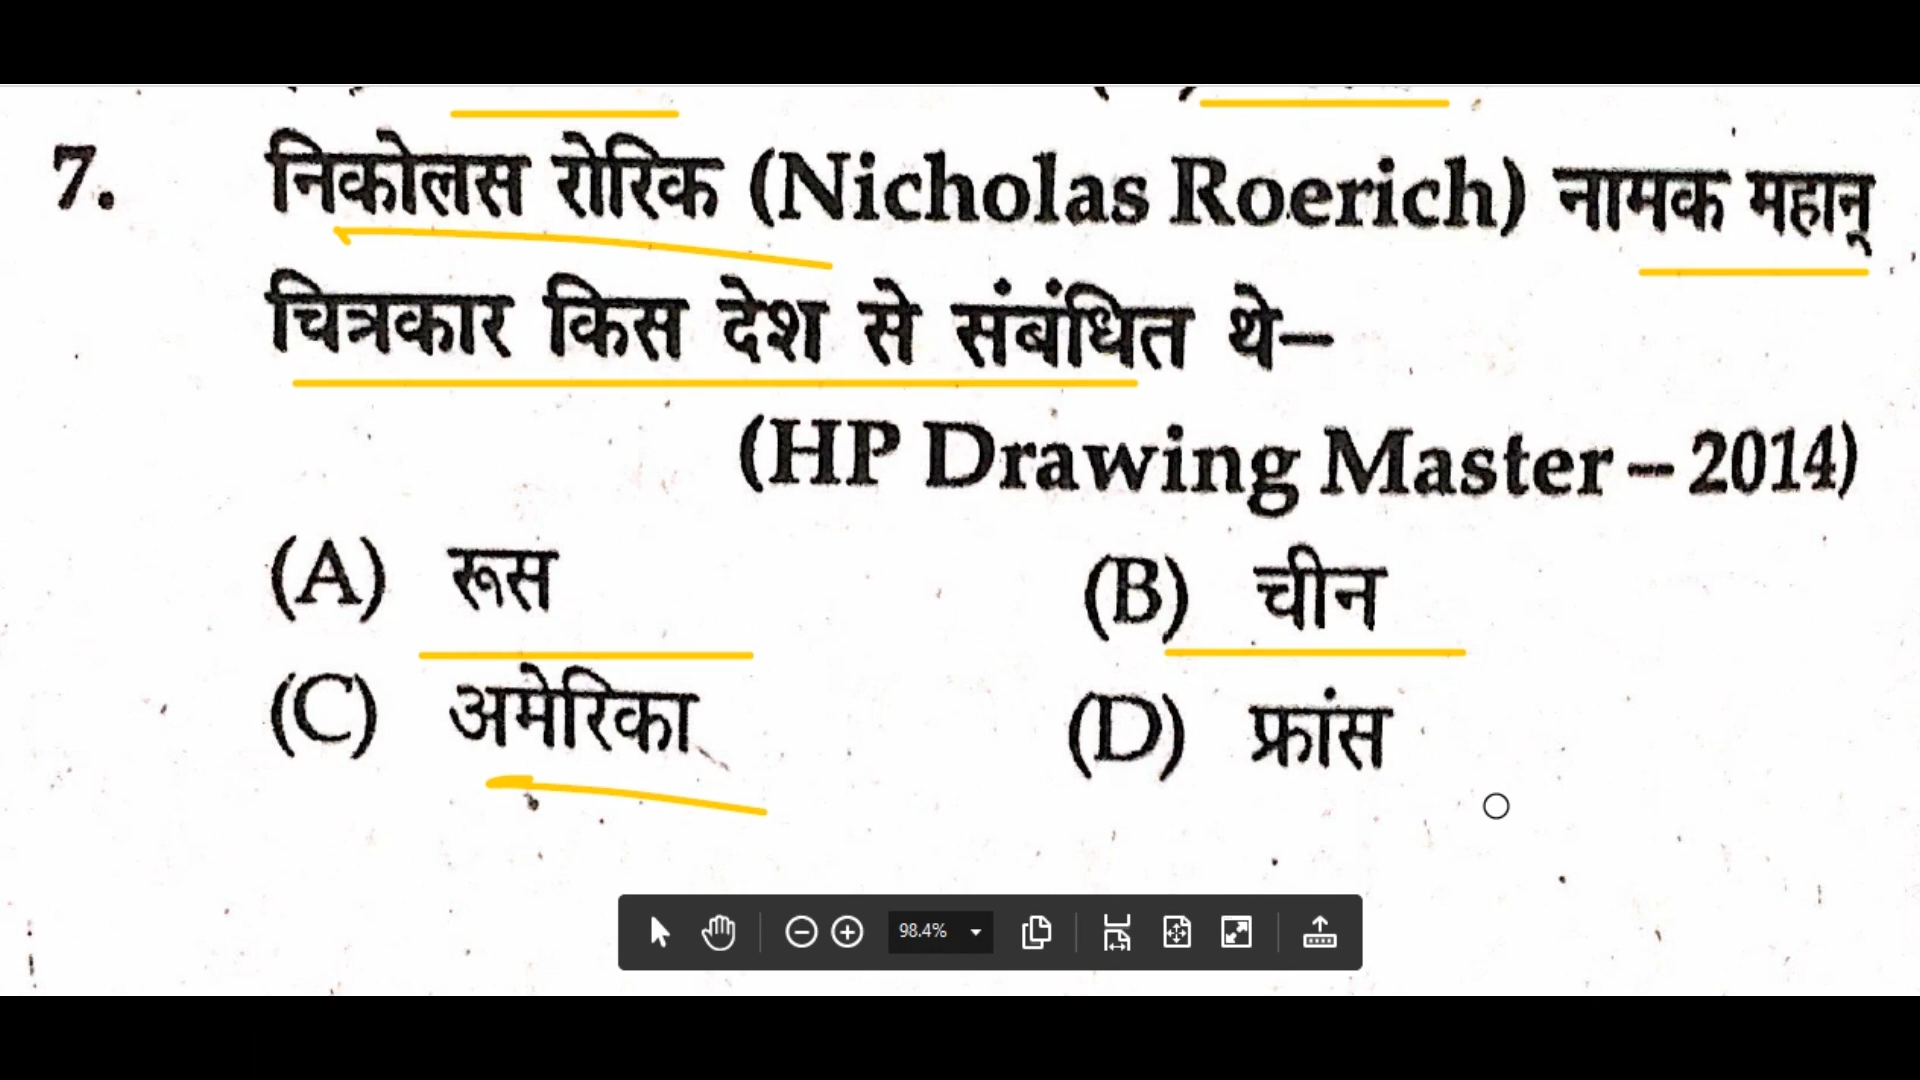 7. निकोलस रोरिक (Nicholas Roerich) नामक महान्
चित्रकार किस देश से संबंधित थे–
(HP Drawing Master – 2014)
(A) रूस (B) चीन
(C) अमेरिका (D) फ्रांस
98.4%